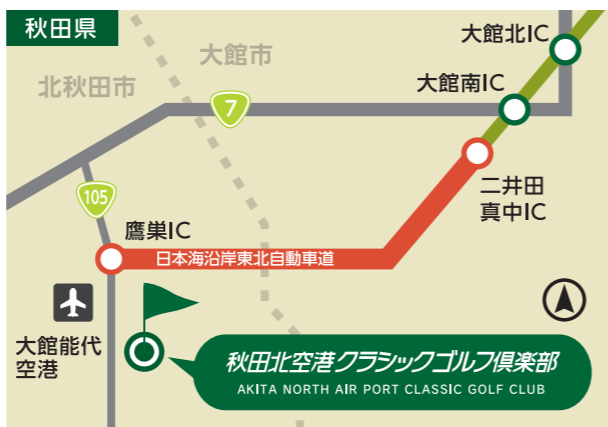 秋田県
大館北IC
大館市
北秋田市
大館南IC
7
二井田
真中IC
105
鷹巣IC
日本海沿岸東北自動車道
大館能代
空港
秋田北空港クラシックゴルフ倶楽部
AKITA NORTH AIR PORT CLASSIC GOLF CLUB